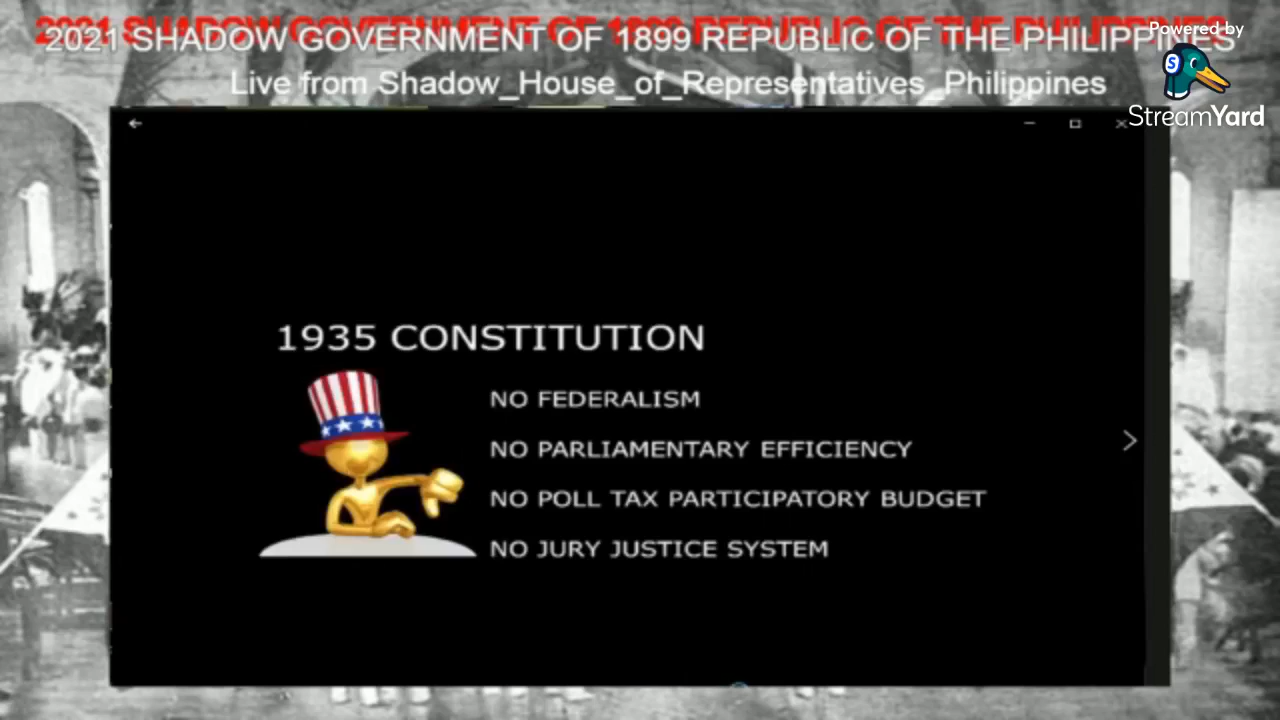 2021 SHADOW GOVERNMENT OF 1899 REPUBLIC OF THE PHILIPPINES
Powered by
Live from Shadow_House_of_Representatives_Philippines
S
StreamYard
1935 CONSTITUTION
NO FEDERALISM
NO PARLIAMENTARY EFFICIENCY
NO POLL TAX PARTICIPATORY BUDGET
NO JURY JUSTICE SYSTEM